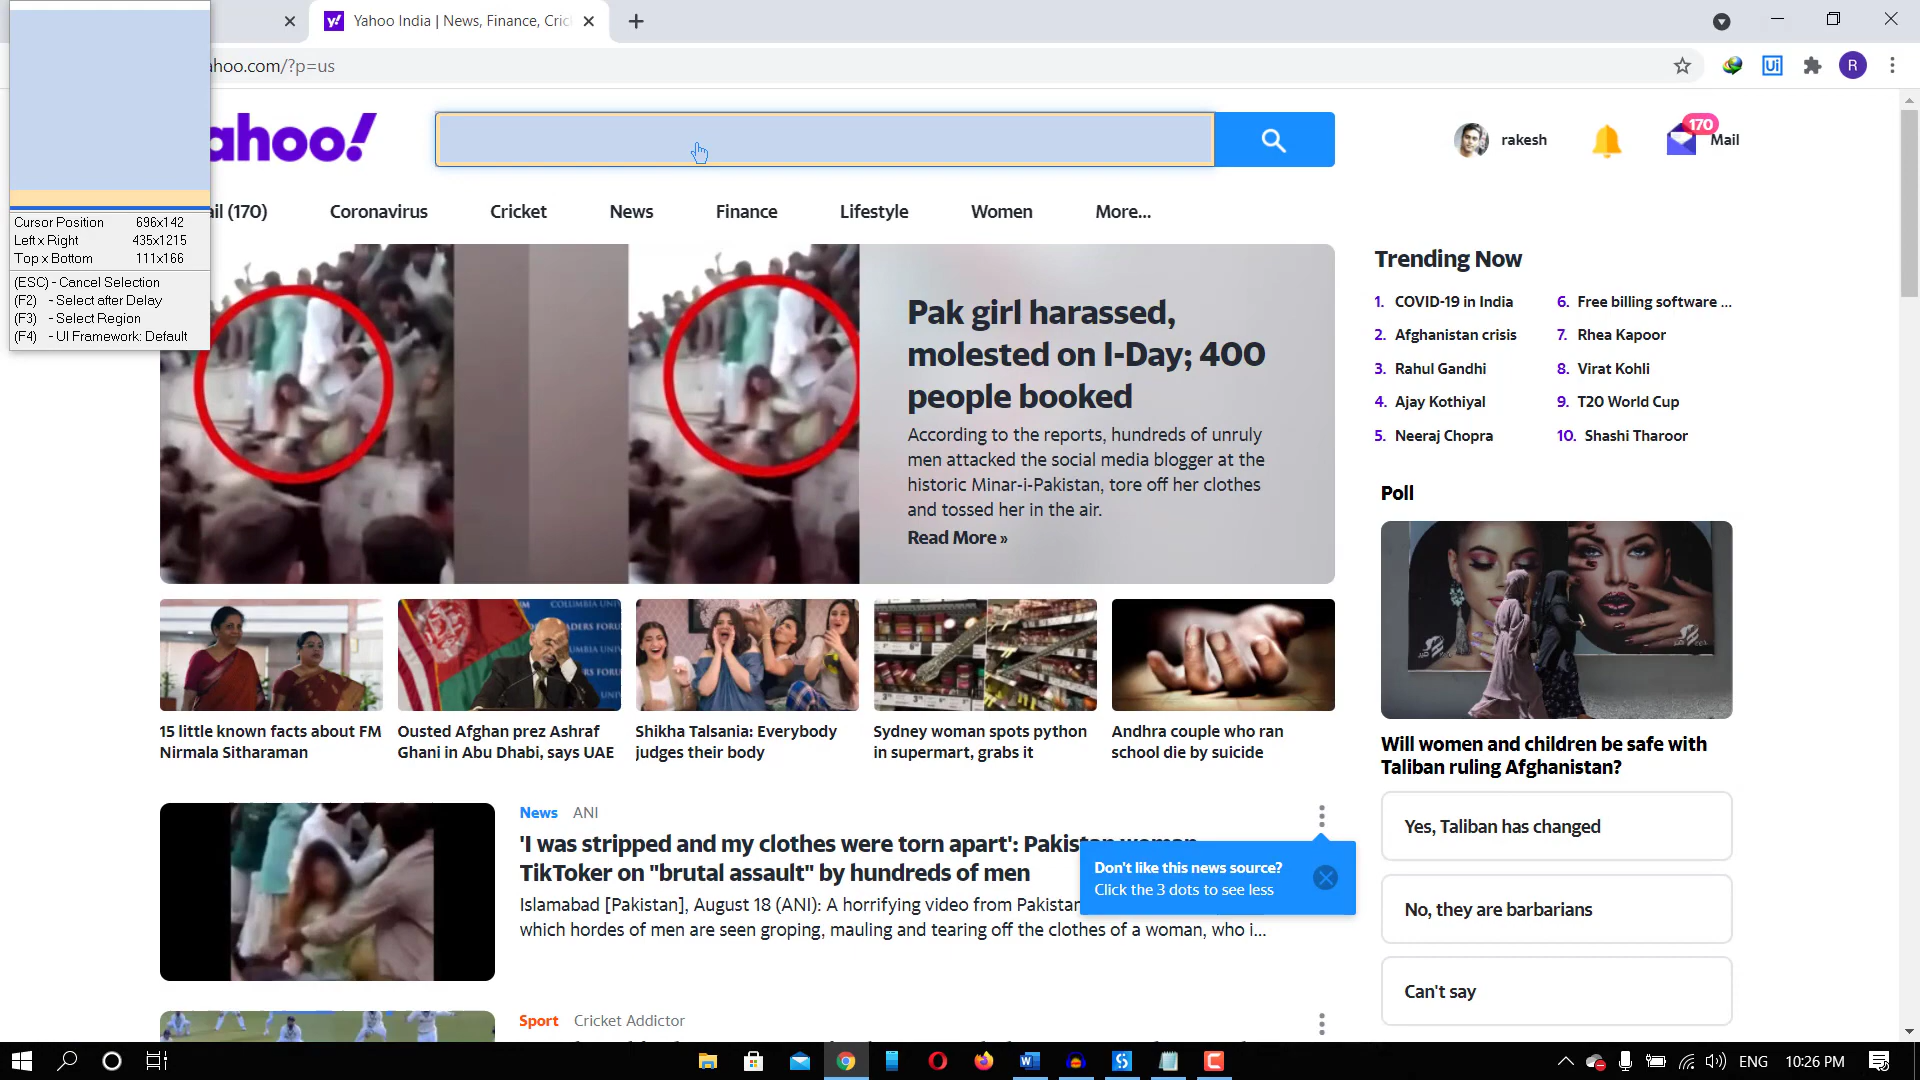 Yahoo India | News, Finance, Cric
ahoo.com/?p=us
R
Cursor Position 696x142
Left x Right 435x1215
Top x Bottom 111x166
(ESC) - Cancel Selection
(F2) - Select after Delay
(F3) - Select Region
(F4) - UI Framework: Default
ahoo!
rakesh
170
Mail
ail (170)
Coronavirus
Cricket
News
Finance
Lifestyle
Women
More...
Pak girl harassed,
molested on I-Day; 400
people booked
According to the reports, hundreds of unruly
men attacked the social media blogger at the
historic Minar-i-Pakistan, tore off her clothes
and tossed her in the air.
Read More »
15 little known facts about FM
Nirmala Sitharaman
Ousted Afghan prez Ashraf
Ghani in Abu Dhabi, says UAE
Shikha Talsania: Everybody
judges their body
Sydney woman spots python
in supermart, grabs it
Andhra couple who ran
school die by suicide
News ANI
'I was stripped and my clothes were torn apart': Pakistan woman
TikToker on "brutal assault" by hundreds of men
Islamabad [Pakistan], August 18 (ANI): A horrifying video from Pakistan
which hordes of men are seen groping, mauling and tearing off the clothes of a woman, who i...
Don't like this news source?
Click the 3 dots to see less
Sport Cricket Addictor
Trending Now
1. COVID-19 in India
2. Afghanistan crisis
3. Rahul Gandhi
4. Ajay Kothiyal
5. Neeraj Chopra
6. Free billing software ...
7. Rhea Kapoor
8. Virat Kohli
9. T20 World Cup
10. Shashi Tharoor
Poll
Will women and children be safe with
Taliban ruling Afghanistan?
Yes, Taliban has changed
No, they are barbarians
Can't say
ENG
10:26 PM